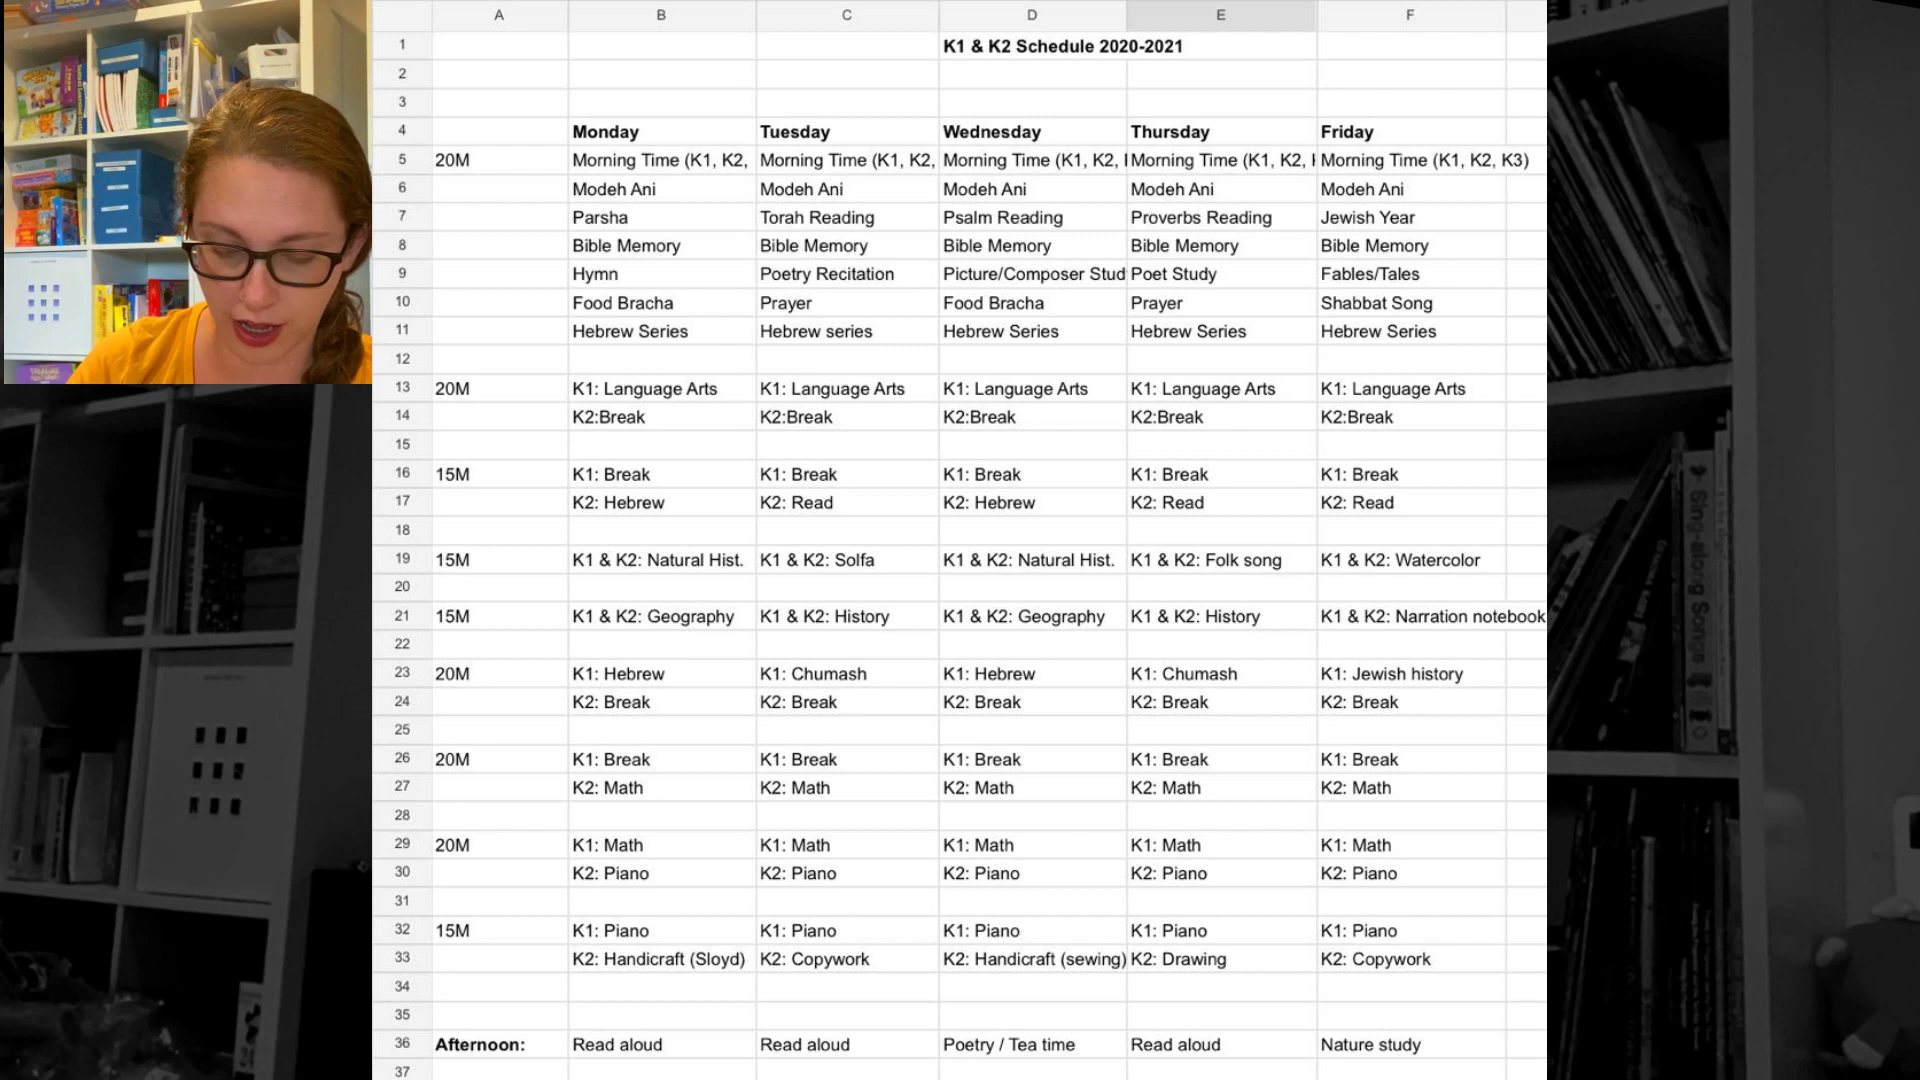 A B C D E F
1 K1 & K2 Schedule 2020-2021
2
3
4 Monday Tuesday Wednesday Thursday Friday
5 20M Morning Time (K1, K2, Morning Time (K1, K2, Morning Time (K1, K2, Morning Time (K1, K2, Morning Time (K1, K2, K3)
6 Modeh Ani Modeh Ani Modeh Ani Modeh Ani Modeh Ani
7 Parsha Torah Reading Psalm Reading Proverbs Reading Jewish Year
8 Bible Memory Bible Memory Bible Memory Bible Memory Bible Memory
9 Hymn Poetry Recitation Picture/Composer Stud Poet Study Fables/Tales
10 Food Bracha Prayer Food Bracha Prayer Shabbat Song
11 Hebrew Series Hebrew series Hebrew Series Hebrew Series Hebrew Series
12
13 20M K1: Language Arts K1: Language Arts K1: Language Arts K1: Language Arts K1: Language Arts
14 K2:Break K2:Break K2:Break K2:Break K2:Break
15
16 15M K1: Break K1: Break K1: Break K1: Break K1: Break
17 K2: Hebrew K2: Read K2: Hebrew K2: Read K2: Read
18
19 15M K1 & K2: Natural Hist. K1 & K2: Solfa K1 & K2: Natural Hist. K1 & K2: Folk song K1 & K2: Watercolor
20
21 15M K1 & K2: Geography K1 & K2: History K1 & K2: Geography K1 & K2: History K1 & K2: Narration notebook
22
23 20M K1: Hebrew K1: Chumash K1: Hebrew K1: Chumash K1: Jewish history
24 K2: Break K2: Break K2: Break K2: Break K2: Break
25
26 20M K1: Break K1: Break K1: Break K1: Break K1: Break
27 K2: Math K2: Math K2: Math K2: Math K2: Math
28
29 20M K1: Math K1: Math K1: Math K1: Math K1: Math
30 K2: Piano K2: Piano K2: Piano K2: Piano K2: Piano
31
32 15M K1: Piano K1: Piano K1: Piano K1: Piano K1: Piano
33 K2: Handicraft (Sloyd) K2: Copywork K2: Handicraft (sewing) K2: Drawing K2: Copywork
34
35
36 Afternoon: Read aloud Read aloud Poetry / Tea time Read aloud Nature study
37
Sing-along Songs